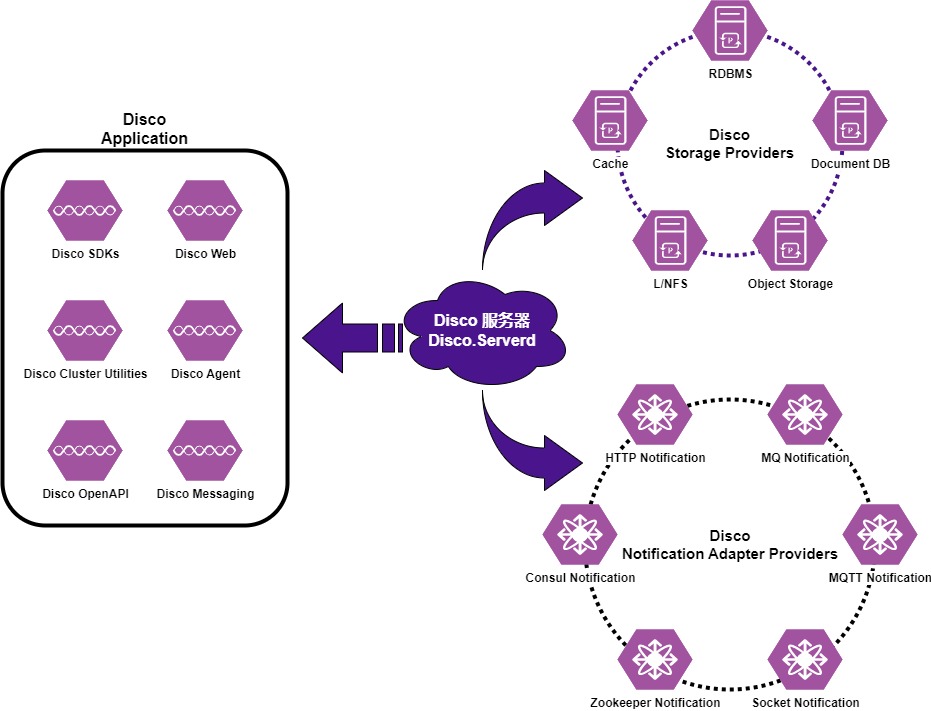 Disco
Application
Disco SDKs
Disco Web
Disco Cluster Utilities
Disco Agent
Disco OpenAPI
Disco Messaging
Disco 服务器
Disco.Serverd
RDBMS
Cache
Disco
Storage Providers
Document DB
L/NFS
Object Storage
HTTP Notification
MQ Notification
Disco
Notification Adapter Providers
Consul Notification
MQTT Notification
Zookeeper Notification
Socket Notification